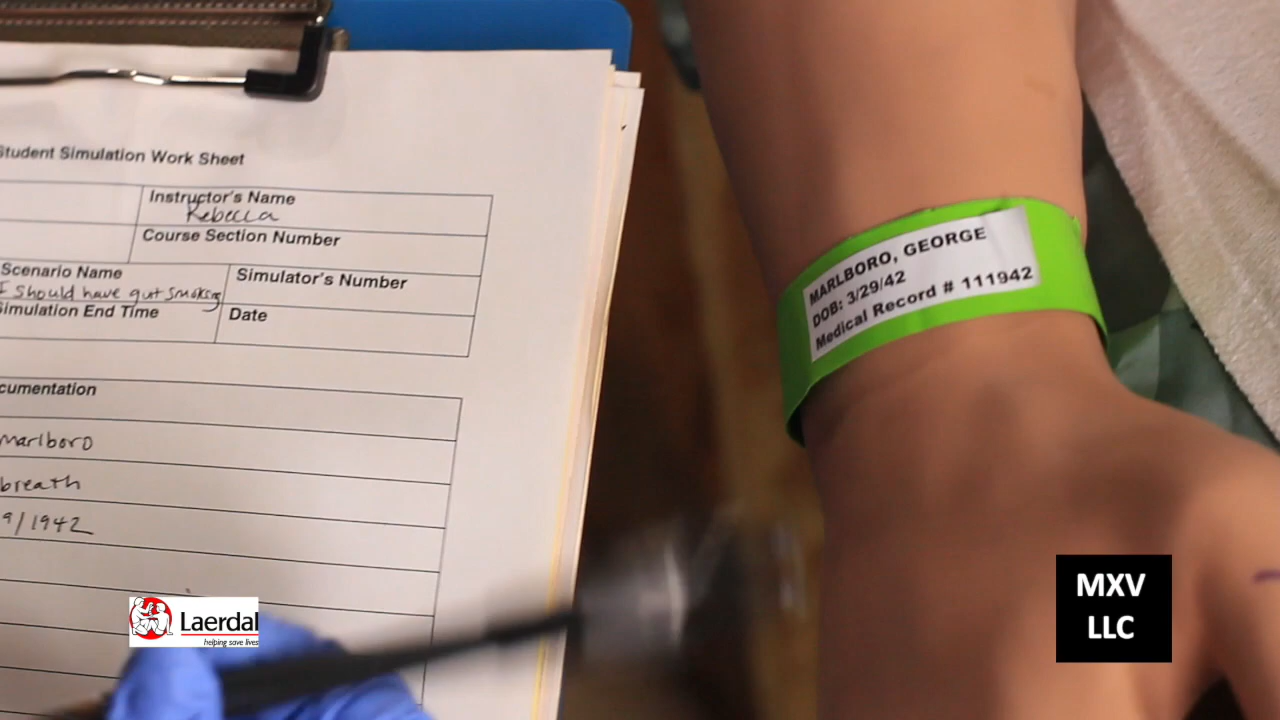 Student Simulation Work Sheet
Instructor's Name
Rebecca
Course Section Number
Scenario Name
I Should have quit Smoking
Simulator's Number
Simulation End Time
Date
cumentation
Marlboro
breath
9/1942
MARLBORO, GEORGE
DOB: 3/29/42
Medical Record # 111942
Laerdal
helping save lives
MXV
LLC